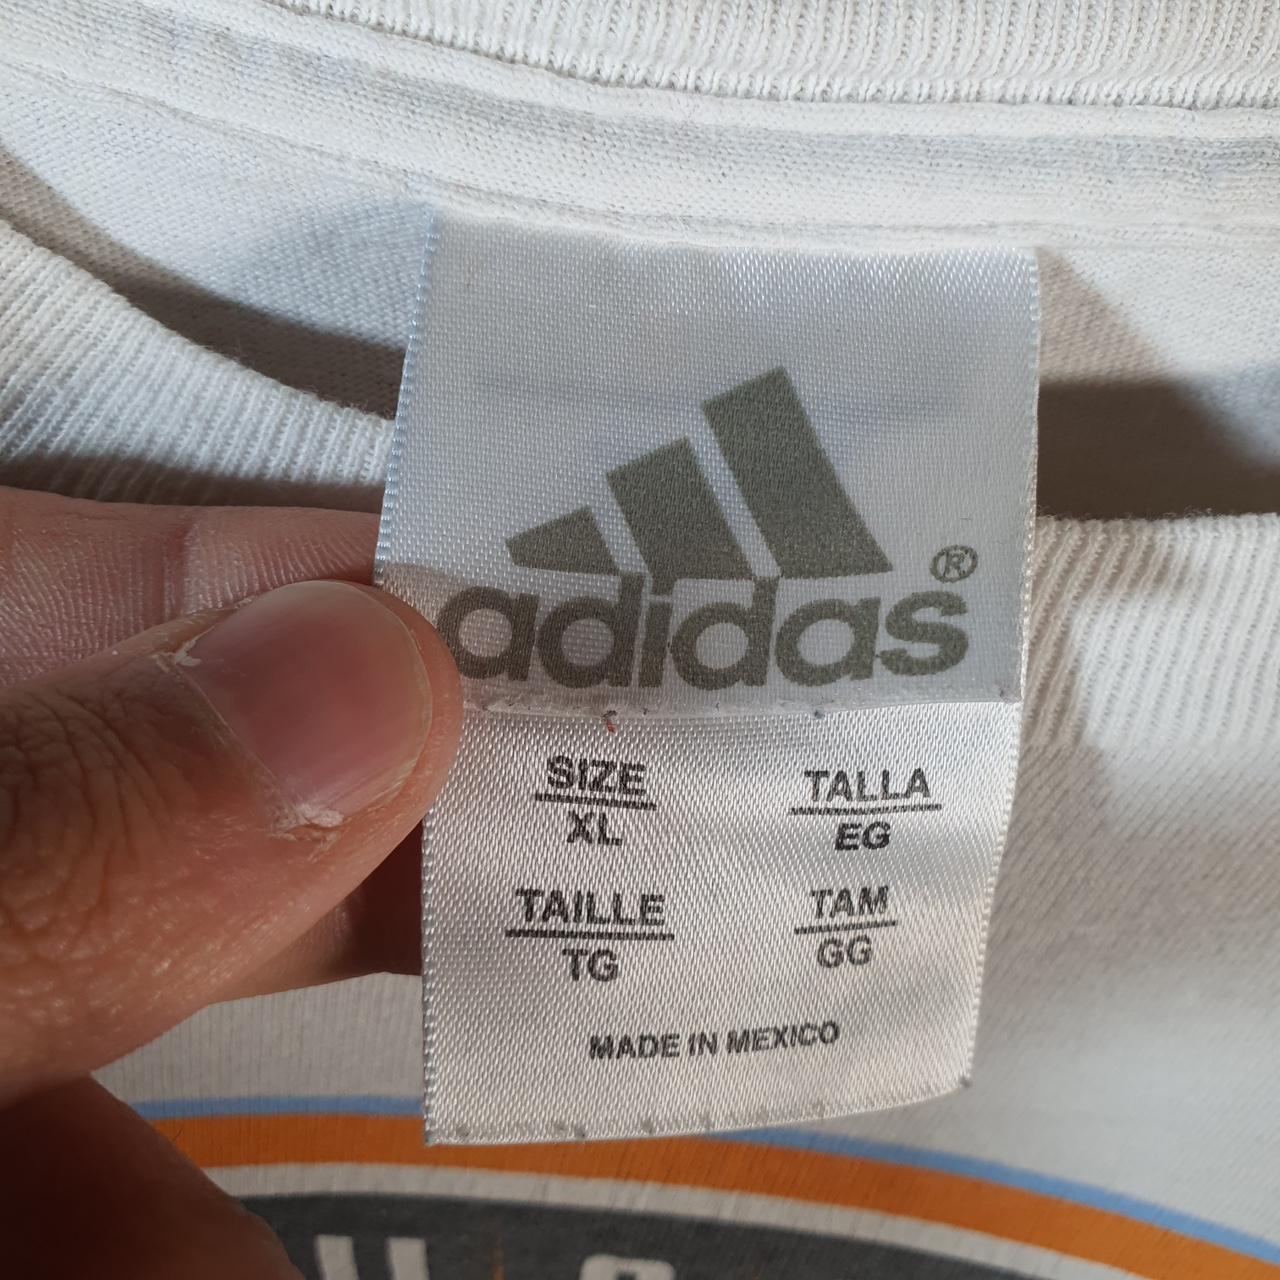 adidas®
SIZE
XL
TALLA
EG
TAILLE
TG
TAM
GG
MADE IN MEXICO